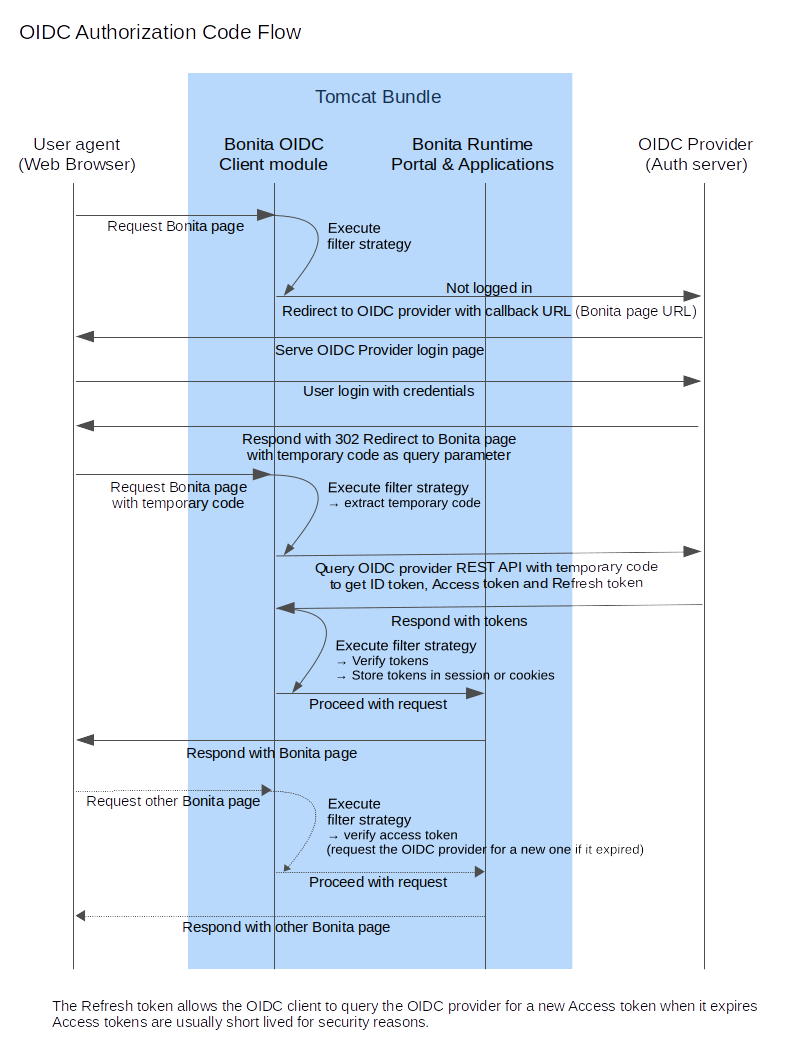 OIDC Authorization Code Flow
Tomcat Bundle
User agent
(Web Browser)
Bonita OIDC
Client module
Bonita Runtime
Portal & Applications
OIDC Provider
(Auth server)
Request Bonita page
Execute
filter strategy
Not logged in
Redirect to OIDC provider with callback URL (Bonita page URL)
Serve OIDC Provider login page
User login with credentials
Respond with 302 Redirect to Bonita page
with temporary code as query parameter
Request Bonita page
with temporary code
Execute filter strategy
→ extract temporary code
Query OIDC provider REST API with temporary code
to get ID token, Access token and Refresh token
Respond with tokens
Execute filter strategy
→ Verify tokens
→ Store tokens in session or cookies
Proceed with request
Respond with Bonita page
Request other Bonita page
Execute
filter strategy
→ verify access token
(request the OIDC provider for a new one if it expired)
Proceed with request
Respond with other Bonita page
The Refresh token allows the OIDC client to query the OIDC provider for a new Access token when it expires
Access tokens are usually short lived for security reasons.